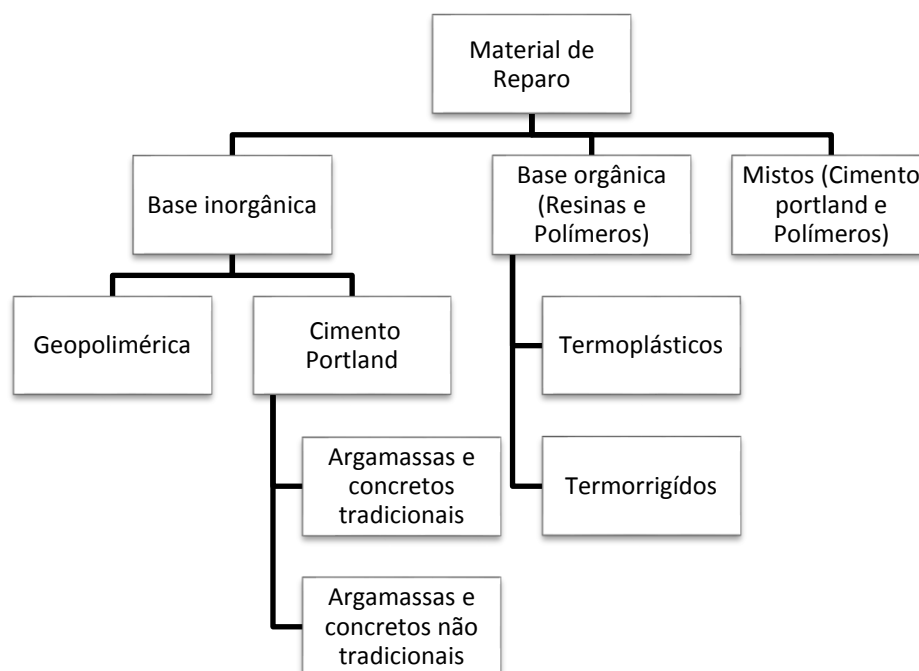 Material de
Reparo
Base inorgânica
Base orgânica
(Resinas e
Polímeros)
Mistos (Cimento
portland e
Polímeros)
Geopolimérica
Cimento
Portland
Termoplásticos
Argamassas e
concretos
tradicionais
Termorrigídos
Argamassas e
concretos não
tradicionais